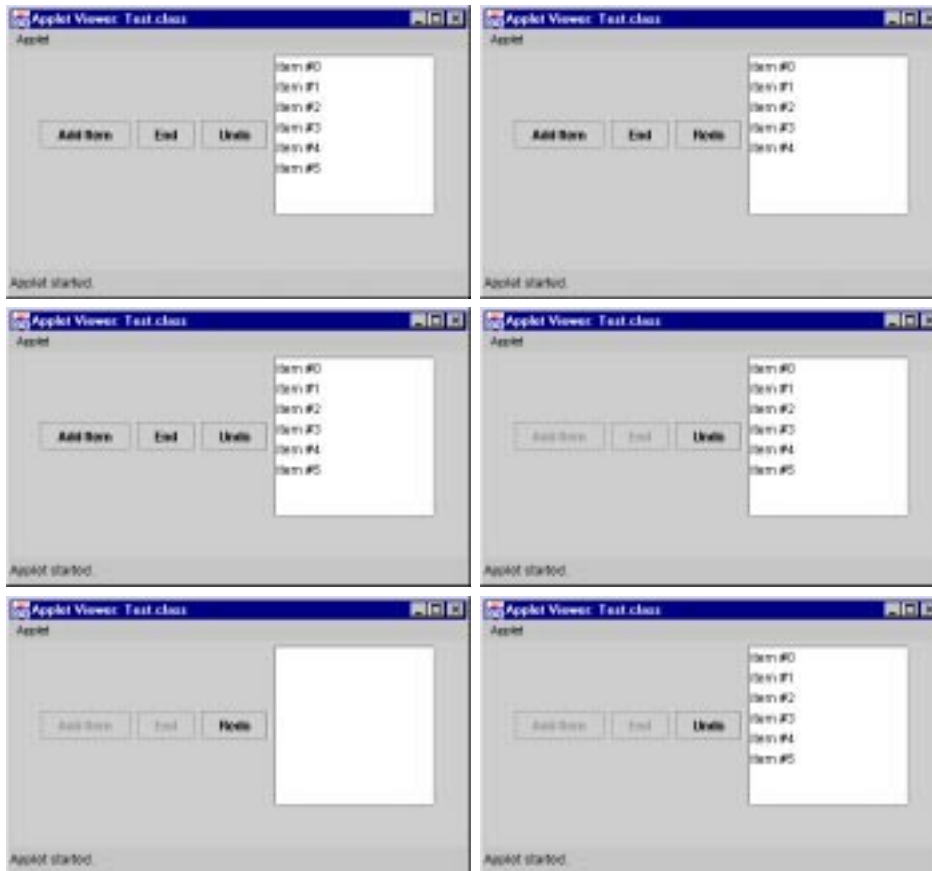 Applet Viewer: Test.class
Applet
Item #0
Item #1
Item #2
Item #3
Item #4
Item #5
Add Item End Undo
Applet started.
Applet Viewer: Test.class
Applet
Item #0
Item #1
Item #2
Item #3
Item #4
Add Item End Redo
Applet started.
Applet Viewer: Test.class
Applet
Item #0
Item #1
Item #2
Item #3
Item #4
Item #5
Add Item End Undo
Applet started.
Applet Viewer: Test.class
Applet
Item #0
Item #1
Item #2
Item #3
Item #4
Item #5
Add Item End Undo
Applet started.
Applet Viewer: Test.class
Applet
Add Item End Redo
Applet started.
Applet Viewer: Test.class
Applet
Item #0
Item #1
Item #2
Item #3
Item #4
Item #5
Add Item End Undo
Applet started.